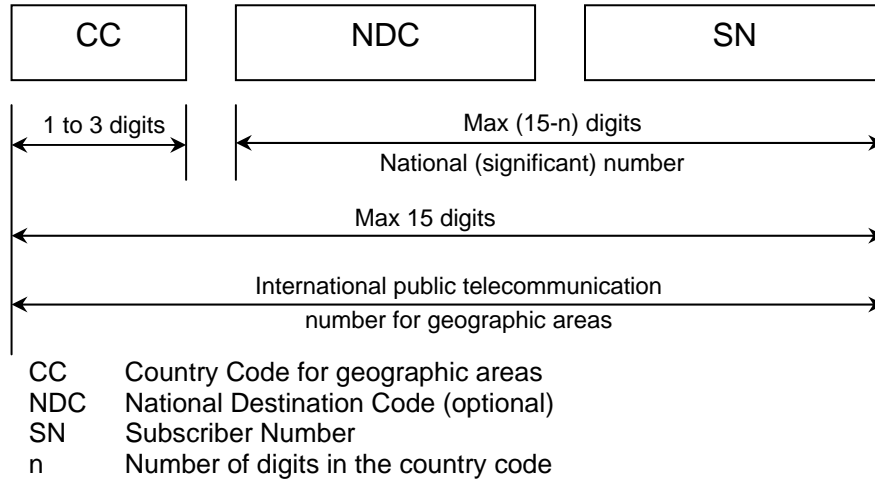 CC NDC SN
1 to 3 digits Max (15-n) digits
National (significant) number
Max 15 digits
International public telecommunication
number for geographic areas
CC Country Code for geographic areas
NDC National Destination Code (optional)
SN Subscriber Number
n Number of digits in the country code